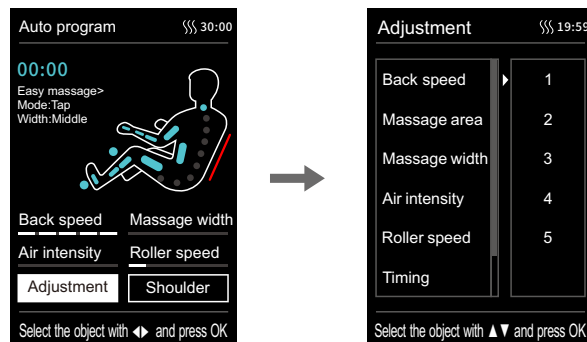 Auto program 30:00
00:00
Easy massage>
Mode:Tap
Width:Middle
Back speed Massage width
Air intensity Roller speed
Adjustment Shoulder
Select the object with ◀▶ and press OK
Adjustment 19:59
Back speed 1
Massage area 2
Massage width 3
Air intensity 4
Roller speed 5
Timing
Select the object with ▲▼ and press OK